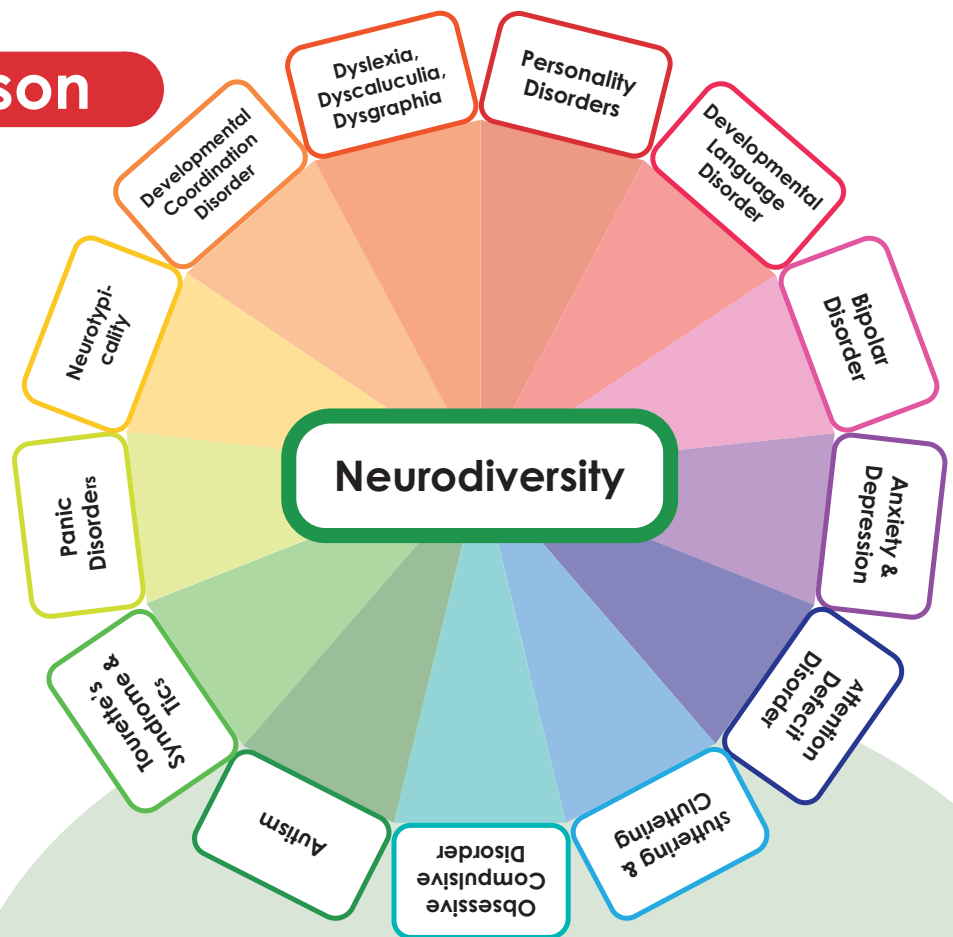 son
Dyslexia,
Dyscaluculia,
Dysgraphia
Personality
Disorders
Developmental
Language
Disorder
Bipolar
Disorder
Anxiety &
Depression
Attention
Defecit
Disorder
stuttering &
Cluttering
Obsessive
Compulsive
Disorder
Autism
Tourette's
Syndrome &
Tics
Panic
Disorders
Neurotypi-
cality
Developmental
Coordination
Disorder
Neurodiversity